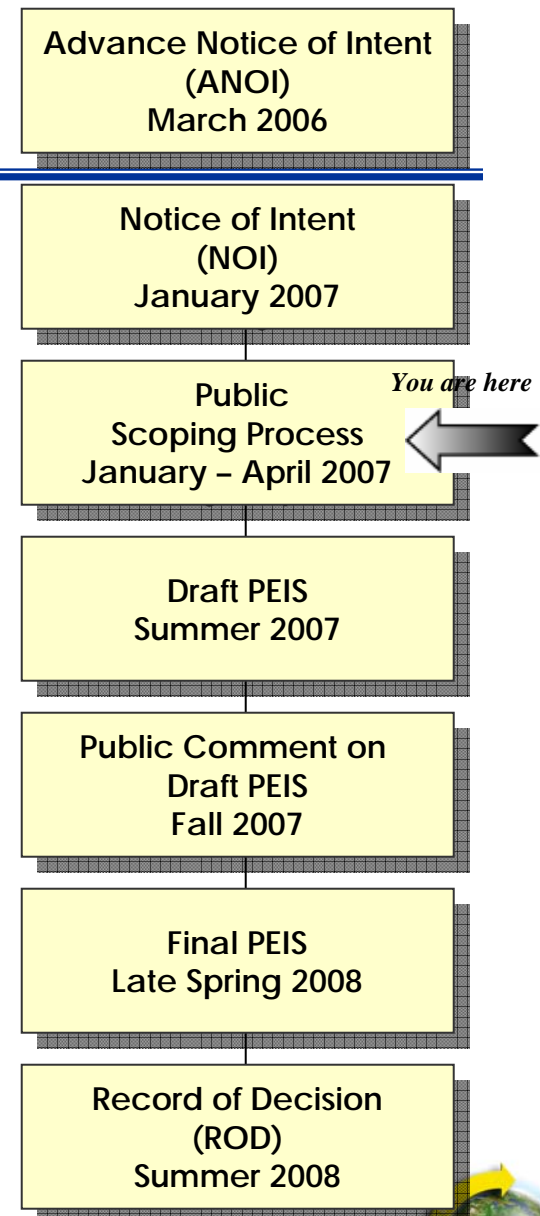 Advance Notice of Intent
(ANOI)
March 2006
Notice of Intent
(NOI)
January 2007
You are here
Public
Scoping Process
January – April 2007
Draft PEIS
Summer 2007
Public Comment on
Draft PEIS
Fall 2007
Final PEIS
Late Spring 2008
Record of Decision
(ROD)
Summer 2008